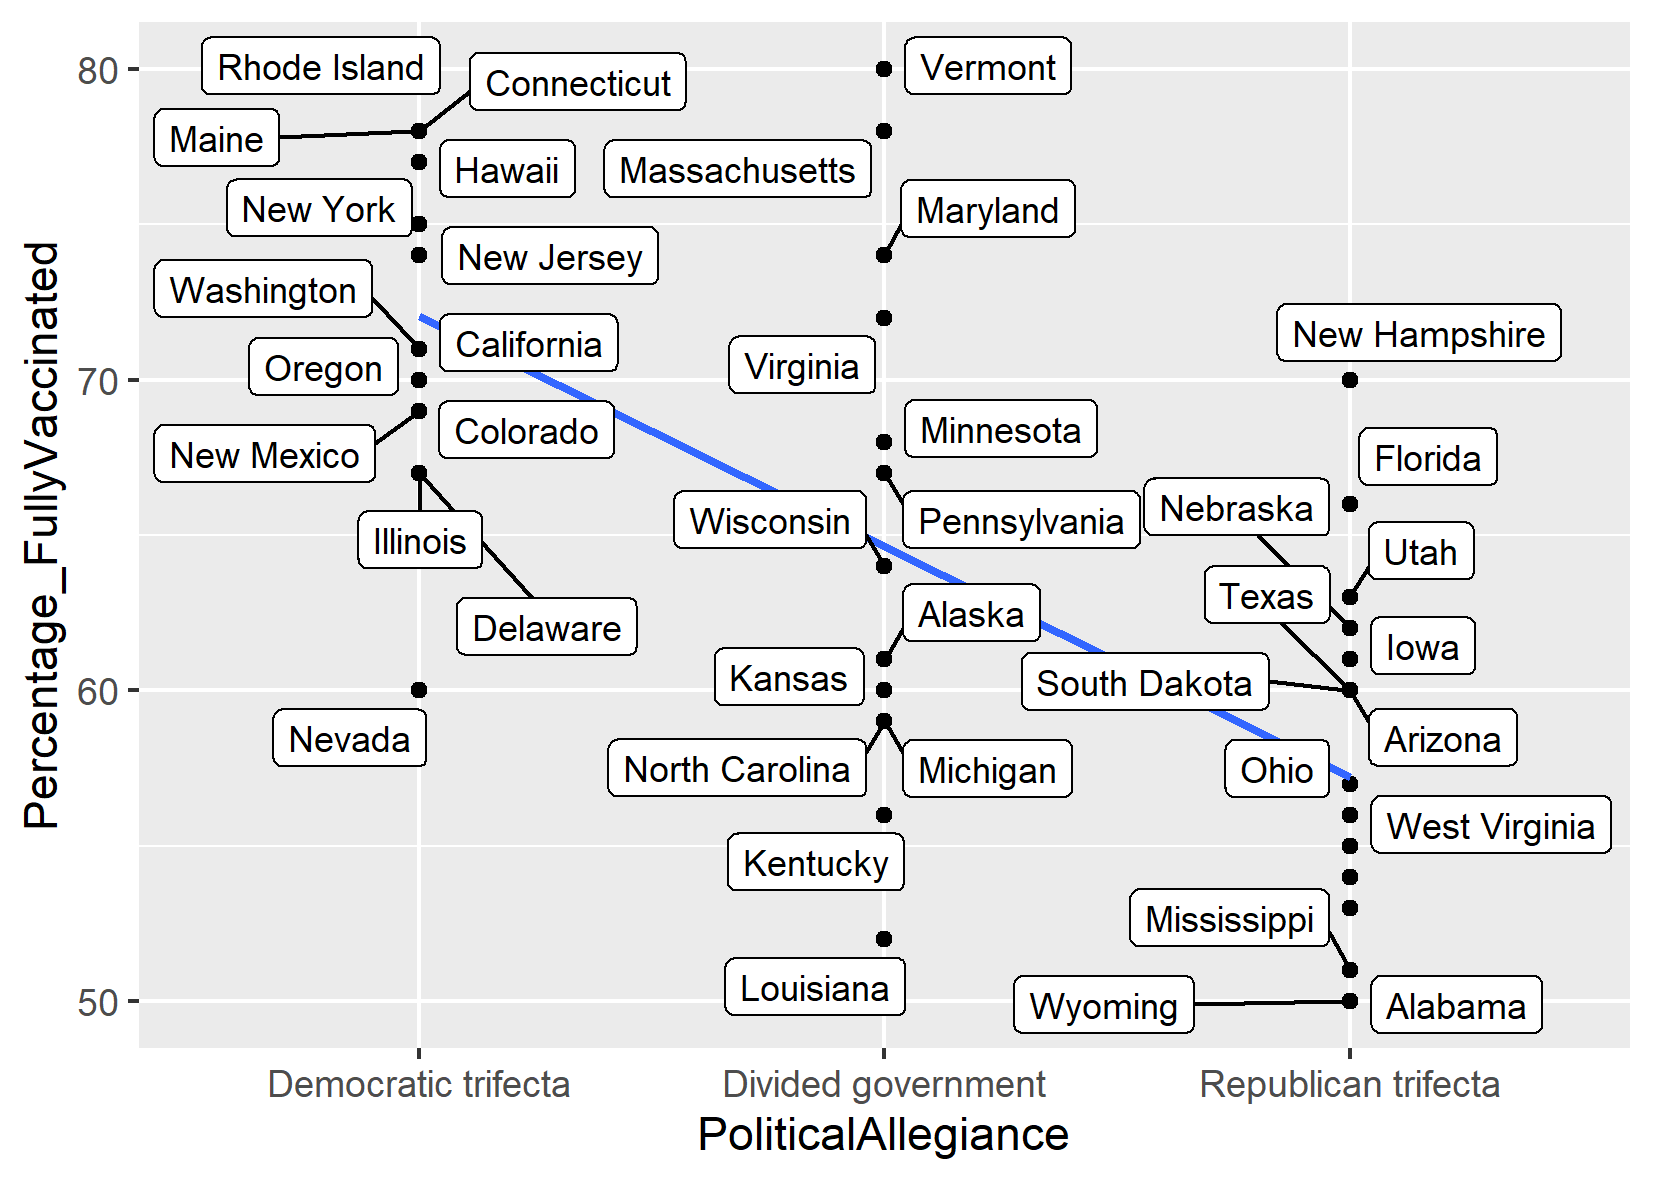 Percentage_FullyVaccinated
80
70
60
50
Rhode Island
Connecticut
Maine
Hawaii
New York
New Jersey
Washington
California
Oregon
Colorado
New Mexico
Illinois
Delaware
Nevada
Vermont
Massachusetts
Maryland
Virginia
Minnesota
Wisconsin
Pennsylvania
Alaska
Kansas
North Carolina
Michigan
Kentucky
Louisiana
New Hampshire
Florida
Nebraska
Utah
Texas
Iowa
South Dakota
Arizona
Ohio
West Virginia
Mississippi
Wyoming
Alabama
Democratic trifecta
Divided government
Republican trifecta
PoliticalAllegiance